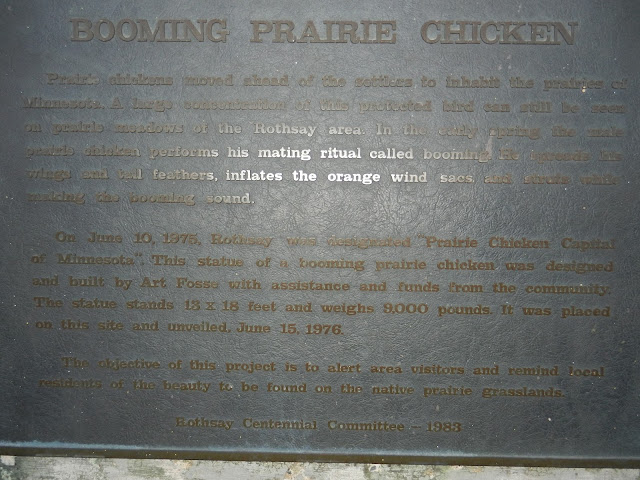 BOOMING PRAIRIE CHICKEN
Prairie chickens moved ahead of the settlers to inhabit the prairies of
Minnesota. A large concentration of this protected bird can still be seen
on prairie meadows of the Rothsay area. In the early spring the male
prairie chicken performs his mating ritual called booming. He spreads his
wings and tail feathers, inflates the orange wind sacs, and struts while
making the booming sound.
On June 10, 1975, Rothsay was designated "Prairie Chicken Capital
of Minnesota". This statue of a booming prairie chicken was designed
and built by Art Fosse with assistance and funds from the community.
The statue stands 13 x 18 feet and weighs 9,000 pounds. It was placed
on this site and unveiled, June 15, 1976.
The objective of this project is to alert area visitors and remind local
residents of the beauty to be found on the native prairie grasslands.
Rothsay Centennial Committee - 1983